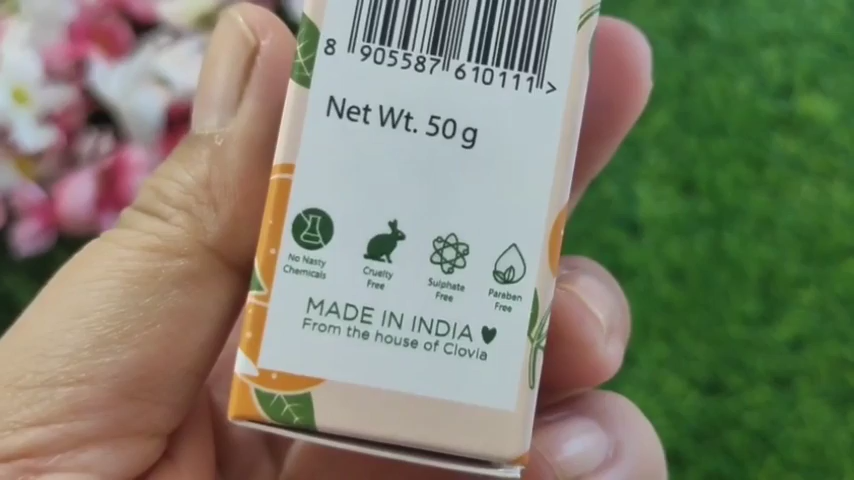 8 905587 610111 >
Net Wt. 50 g
No Nasty
Chemicals
Cruelty
Free
Sulphate
Free
Paraben
Free
MADE IN INDIA
From the house of Clovia